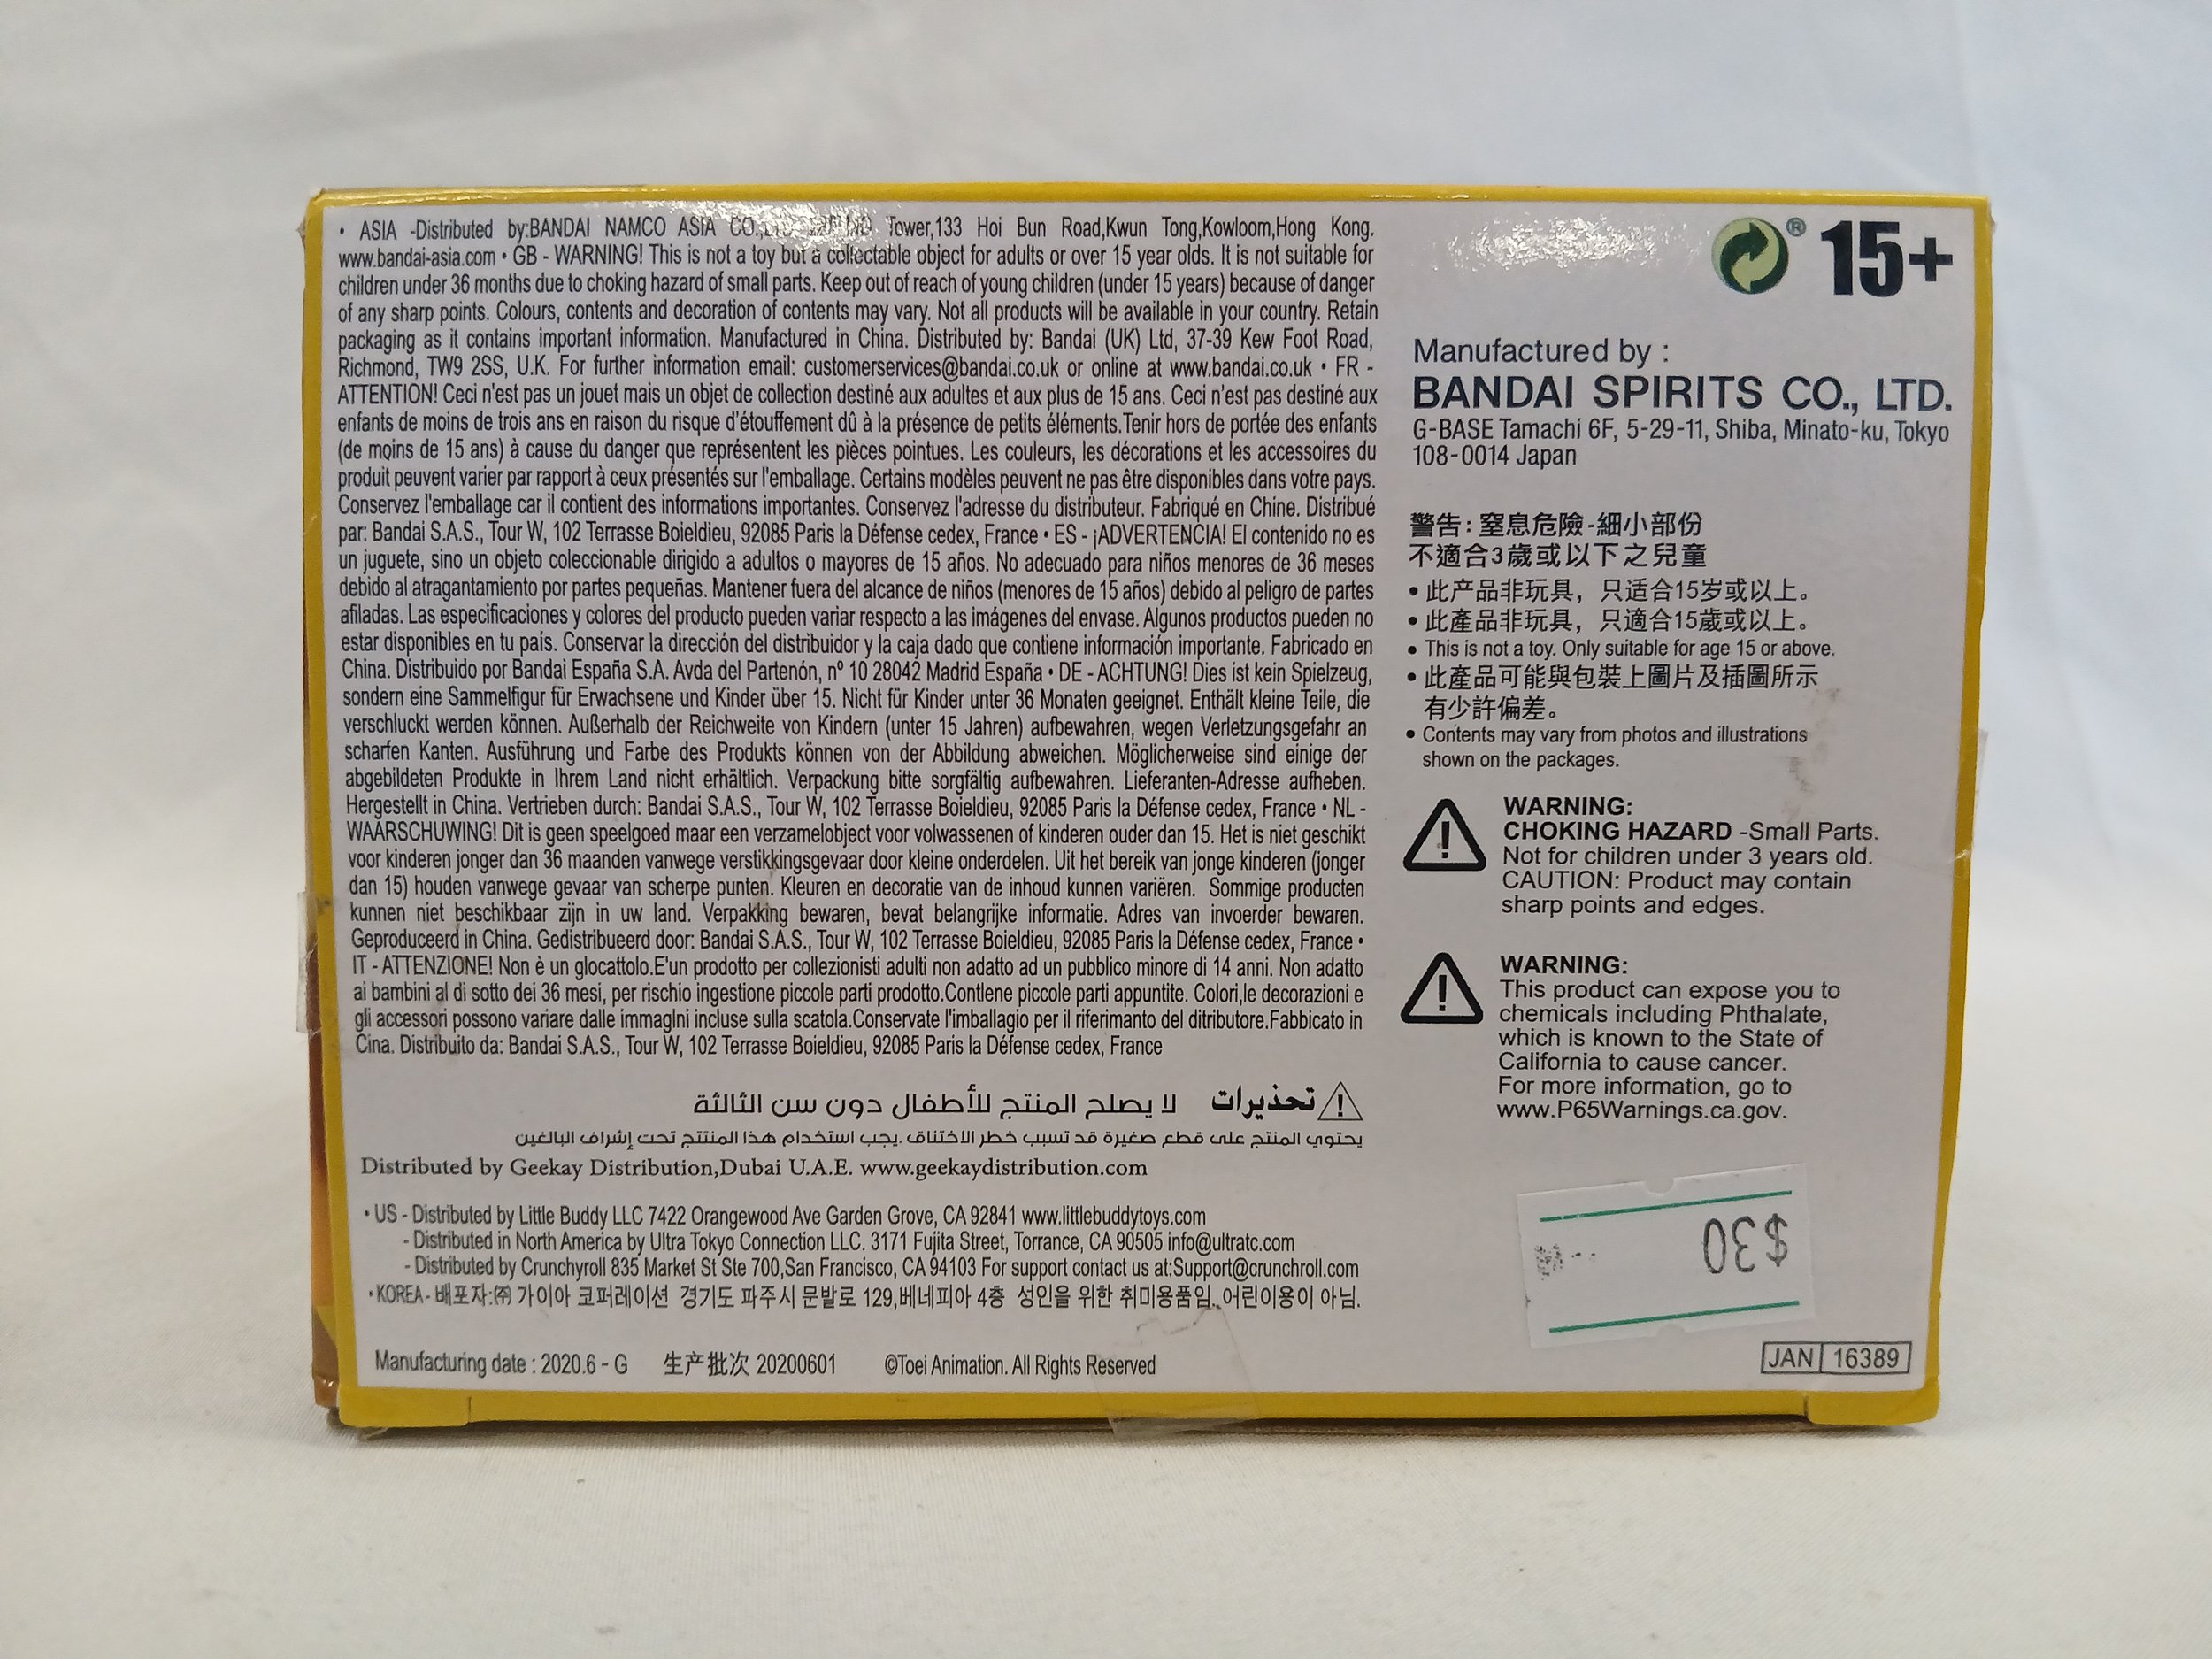 • ASIA -Distributed by:BANDAI NAMCO ASIA CO., Tower,133 Hoi Bun Road,Kwun Tong,Kowloom,Hong Kong.
www.bandai-asia.com • GB - WARNING! This is not a toy but a collectable object for adults or over 15 year olds. It is not suitable for
children under 36 months due to choking hazard of small parts. Keep out of reach of young children (under 15 years) because of danger
of any sharp points. Colours, contents and decoration of contents may vary. Not all products will be available in your country. Retain
packaging as it contains important information. Manufactured in China. Distributed by: Bandai (UK) Ltd, 37-39 Kew Foot Road,
Richmond, TW9 2SS, U.K. For further information email: customerservices@bandai.co.uk or online at www.bandai.co.uk • FR -
ATTENTION! Ceci n'est pas un jouet mais un objet de collection destiné aux adultes et aux plus de 15 ans. Ceci n'est pas destiné aux
enfants de moins de trois ans en raison du risque d'étouffement dû à la présence de petits éléments.Tenir hors de portée des enfants
(de moins de 15 ans) à cause du danger que représentent les pièces pointues. Les couleurs, les décorations et les accessoires du
produit peuvent varier par rapport à ceux présentés sur l'emballage. Certains modèles peuvent ne pas être disponibles dans votre pays.
Conservez l'emballage car il contient des informations importantes. Conservez l'adresse du distributeur. Fabriqué en Chine. Distribué
par: Bandai S.A.S., Tour W, 102 Terrasse Boieldieu, 92085 Paris la Défense cedex, France • ES - ¡ADVERTENCIA! El contenido no es
un juguete, sino un objeto coleccionable dirigido a adultos o mayores de 15 años. No adecuado para niños menores de 36 meses
debido al atragantamiento por partes pequeñas. Mantener fuera del alcance de niños (menores de 15 años) debido al peligro de partes
afiladas. Las especificaciones y colores del producto pueden variar respecto a las imágenes del envase. Algunos productos pueden no
estar disponibles en tu país. Conservar la dirección del distribuidor y la caja dado que contiene información importante. Fabricado en
China. Distribuido por Bandai España S.A. Avda del Partenón, nº 10 28042 Madrid España • DE - ACHTUNG! Dies ist kein Spielzeug,
sondern eine Sammelfigur für Erwachsene und Kinder über 15. Nicht für Kinder unter 36 Monaten geeignet. Enthält kleine Teile, die
verschluckt werden können. Außerhalb der Reichweite von Kindern (unter 15 Jahren) aufbewahren, wegen Verletzungsgefahr an
scharfen Kanten. Ausführung und Farbe des Produkts können von der Abbildung abweichen. Möglicherweise sind einige der
abgebildeten Produkte in Ihrem Land nicht erhältlich. Verpackung bitte sorgfältig aufbewahren. Lieferanten-Adresse aufheben.
Hergestellt in China. Vertrieben durch: Bandai S.A.S., Tour W, 102 Terrasse Boieldieu, 92085 Paris la Défense cedex, France • NL -
WAARSCHUWING! Dit is geen speelgoed maar een verzamelobject voor volwassenen of kinderen ouder dan 15. Het is niet geschikt
voor kinderen jonger dan 36 maanden vanwege verstikkingsgevaar door kleine onderdelen. Uit het bereik van jonge kinderen (jonger
dan 15) houden vanwege gevaar van scherpe punten. Kleuren en decoratie van de inhoud kunnen variëren. Sommige producten
kunnen niet beschikbaar zijn in uw land. Verpakking bewaren, bevat belangrijke informatie. Adres van invoerder bewaren.
Geproduceerd in China. Gedistribueerd door: Bandai S.A.S., Tour W, 102 Terrasse Boieldieu, 92085 Paris la Défense cedex, France •
IT - ATTENZIONE! Non è un glocattolo.E'un prodotto per collezionisti adulti non adatto ad un pubblico minore di 14 anni. Non adatto
ai bambini al di sotto dei 36 mesi, per rischio ingestione piccole parti prodotto.Contlene piccole parti appuntite. Colori,le decorazioni e
gli accessori possono variare dalle immaglni incluse sulla scatola.Conservate l'imballagio per il riferimanto del ditributore.Fabbicato in
Cina. Distribuito da: Bandai S.A.S., Tour W, 102 Terrasse Boieldieu, 92085 Paris la Défense cedex, France
تحذيرات لا يصلح المنتج للأطفال دون سن الثالثة
يحتوي المنتج على قطع صغيرة قد تسبب خطر الاختناق .يجب استخدام هذا المنتتج تحت إشراف البالغين
Distributed by Geekay Distribution,Dubai U.A.E. www.geekaydistribution.com
• US - Distributed by Little Buddy LLC 7422 Orangewood Ave Garden Grove, CA 92841 www.littlebuddytoys.com
- Distributed in North America by Ultra Tokyo Connection LLC. 3171 Fujita Street, Torrance, CA 90505 info@ultratc.com
- Distributed by Crunchyroll 835 Market St Ste 700,San Francisco, CA 94103 For support contact us at:Support@crunchroll.com
• KOREA - 배포자:㈜ 가이아 코퍼레이션 경기도 파주시 문발로 129,베네피아 4층 성인을 위한 취미용품임. 어린이용이 아님.
Manufacturing date : 2020.6 - G 生产批次 20200601 ©Toei Animation. All Rights Reserved
® 15+
Manufactured by :
BANDAI SPIRITS CO., LTD.
G-BASE Tamachi 6F, 5-29-11, Shiba, Minato-ku, Tokyo
108-0014 Japan
警告: 窒息危險-細小部份
不適合3歲或以下之兒童
• 此产品非玩具，只适合15岁或以上。
• 此產品非玩具，只適合15歲或以上。
• This is not a toy. Only suitable for age 15 or above.
• 此產品可能與包裝上圖片及插圖所示
有少許偏差。
• Contents may vary from photos and illustrations
shown on the packages.
WARNING:
CHOKING HAZARD -Small Parts.
Not for children under 3 years old.
CAUTION: Product may contain
sharp points and edges.
WARNING:
This product can expose you to
chemicals including Phthalate,
which is known to the State of
California to cause cancer.
For more information, go to
www.P65Warnings.ca.gov.
$30
JAN 16389